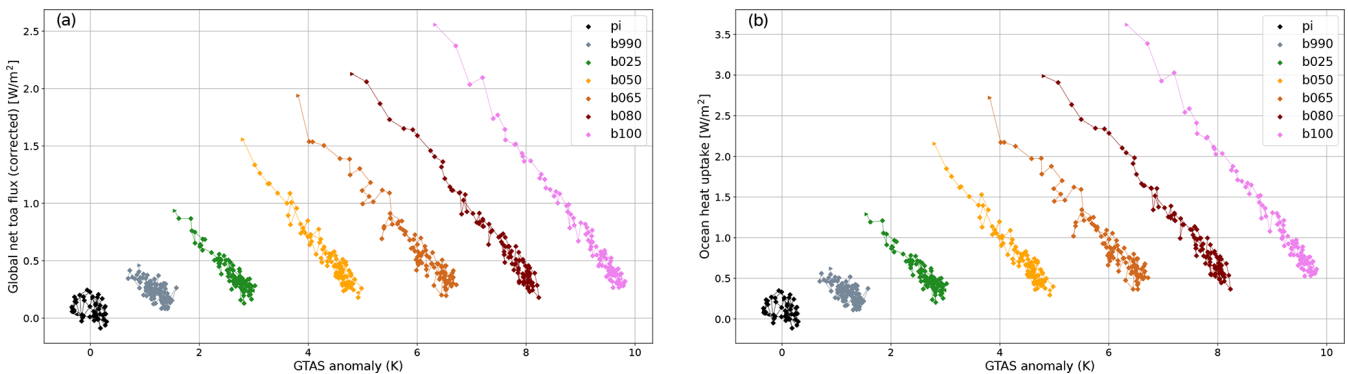 (a)
pi
b990
b025
b050
b065
b080
b100
2.5
2.0
1.5
1.0
0.5
0.0
Global net toa flux (corrected) [W/m²]
0 2 4 6 8 10
GTAS anomaly (K)
(b)
pi
b990
b025
b050
b065
b080
b100
3.5
3.0
2.5
2.0
1.5
1.0
0.5
0.0
Ocean heat uptake [W/m²]
0 2 4 6 8 10
GTAS anomaly (K)